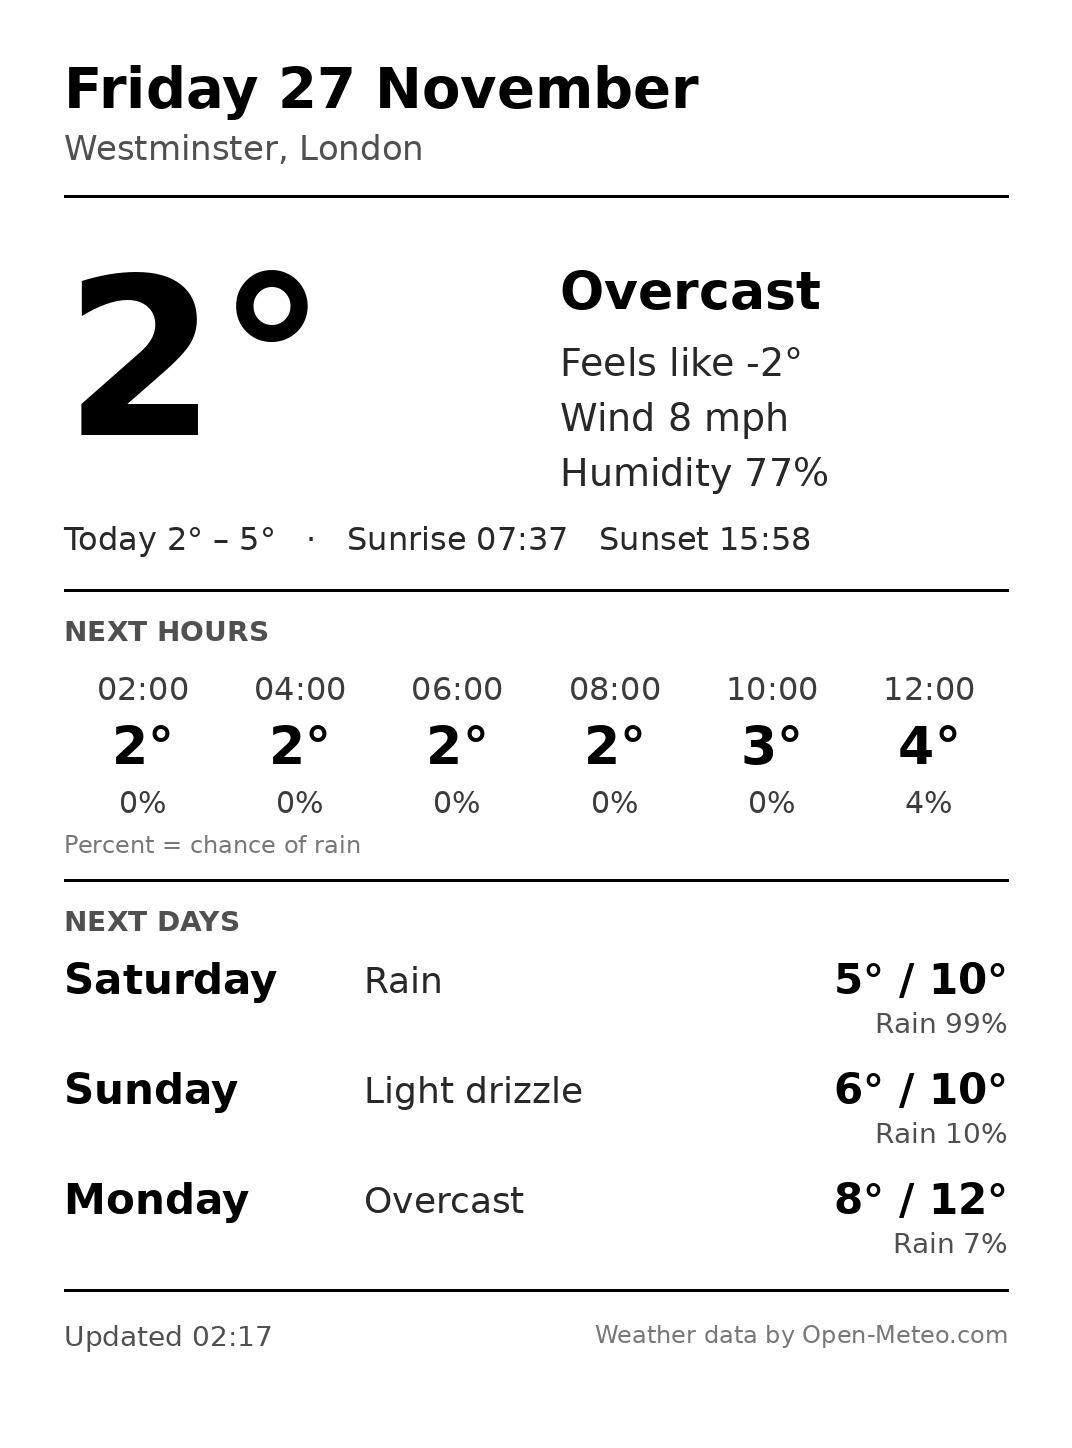 Friday 27 November
Westminster, London
2°
Overcast
Feels like -2°
Wind 8 mph
Humidity 77%
Today 2° – 5° · Sunrise 07:37 Sunset 15:58
NEXT HOURS
02:00 04:00 06:00 08:00 10:00 12:00
2° 2° 2° 2° 3° 4°
0% 0% 0% 0% 0% 4%
Percent = chance of rain
NEXT DAYS
Saturday Rain 5° / 10°
Rain 99%
Sunday Light drizzle 6° / 10°
Rain 10%
Monday Overcast 8° / 12°
Rain 7%
Updated 02:17 Weather data by Open-Meteo.com